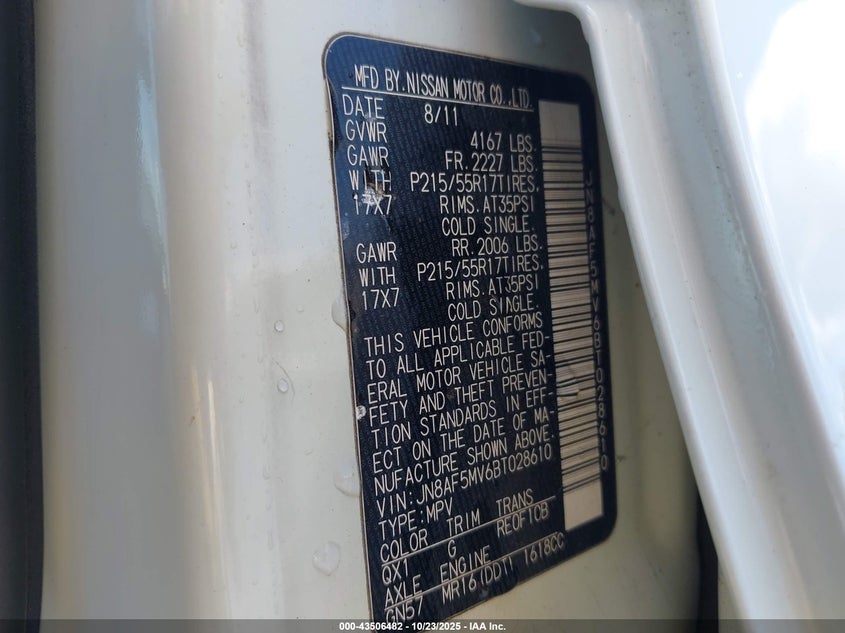 MFD BY.NISSAN MOTOR CO.,LTD.
DATE 8/11
GVWR 4167 LBS.
GAWR FR. 2227 LBS.
WITH P215/55R17TIRES,
17X7 RIMS.AT35PSI
COLD SINGLE.
GAWR RR. 2006 LBS.
WITH P215/55R17TIRES,
17X7 RIMS.AT35PSI
COLD SINGLE.
THIS VEHICLE CONFORMS
TO ALL APPLICABLE FED-
ERAL MOTOR VEHICLE SA-
FETY AND THEFT PREVEN-
TION STANDARDS IN EFF-
ECT ON THE DATE OF MA-
NUFACTURE SHOWN ABOVE.
VIN:JN8AF5MV6BT028610
TYPE:MPV
COLOR TRIM TRANS
QX1 G RE0F10B
AXLE ENGINE
GN57 MR16(DDT) 1618CC
JN8AF5MV6BT028610
000-43506482 - 10/23/2025 - IAA Inc.